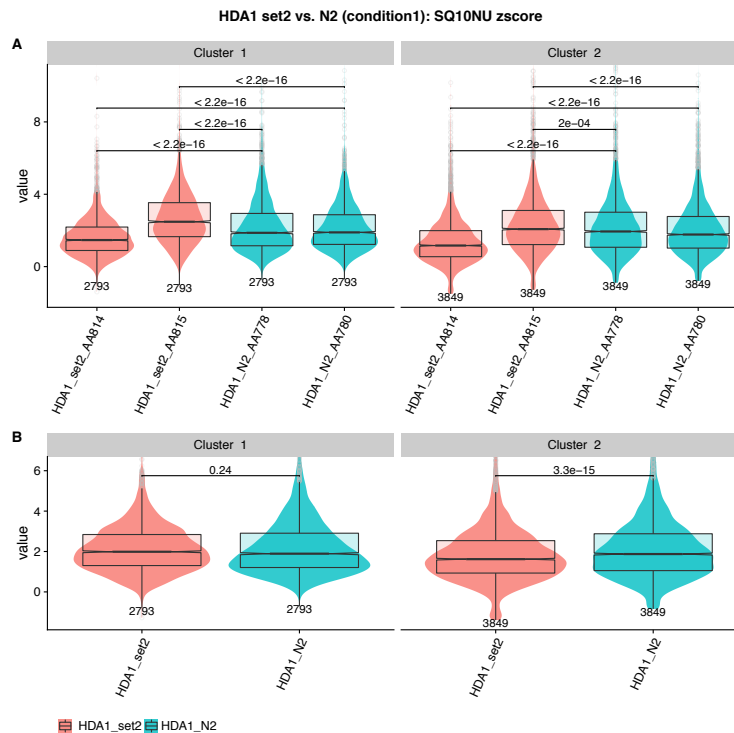 HDA1 set2 vs. N2 (condition1): SQ10NU zscore
A
Cluster 1
Cluster 2
< 2.2e−16
< 2.2e−16
< 2.2e−16
< 2.2e−16
< 2.2e−16
< 2.2e−16
2e−04
< 2.2e−16
8
4
0
value
2793
2793
2793
2793
3849
3849
3849
3849
HDA1_set2_AA814
HDA1_set2_AA815
HDA1_N2_AA778
HDA1_N2_AA780
HDA1_set2_AA814
HDA1_set2_AA815
HDA1_N2_AA778
HDA1_N2_AA780
B
Cluster 1
Cluster 2
0.24
3.3e−15
6
4
2
0
value
2793
2793
3849
3849
HDA1_set2
HDA1_N2
HDA1_set2
HDA1_N2
HDA1_set2 HDA1_N2